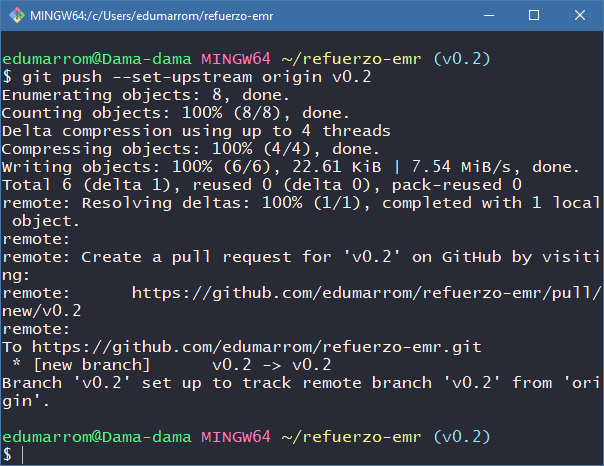 MINGW64:/c/Users/edumarrom/refuerzo-emr
edumarrom@Dama-dama MINGW64 ~/refuerzo-emr (v0.2)
$ git push --set-upstream origin v0.2
Enumerating objects: 8, done.
Counting objects: 100% (8/8), done.
Delta compression using up to 4 threads
Compressing objects: 100% (4/4), done.
Writing objects: 100% (6/6), 22.61 KiB | 7.54 MiB/s, done.
Total 6 (delta 1), reused 0 (delta 0), pack-reused 0
remote: Resolving deltas: 100% (1/1), completed with 1 local
 object.
remote:
remote: Create a pull request for 'v0.2' on GitHub by visiti
ng:
remote:      https://github.com/edumarrom/refuerzo-emr/pull/
new/v0.2
remote:
To https://github.com/edumarrom/refuerzo-emr.git
 * [new branch]      v0.2 -> v0.2
Branch 'v0.2' set up to track remote branch 'v0.2' from 'ori
gin'.
edumarrom@Dama-dama MINGW64 ~/refuerzo-emr (v0.2)
$